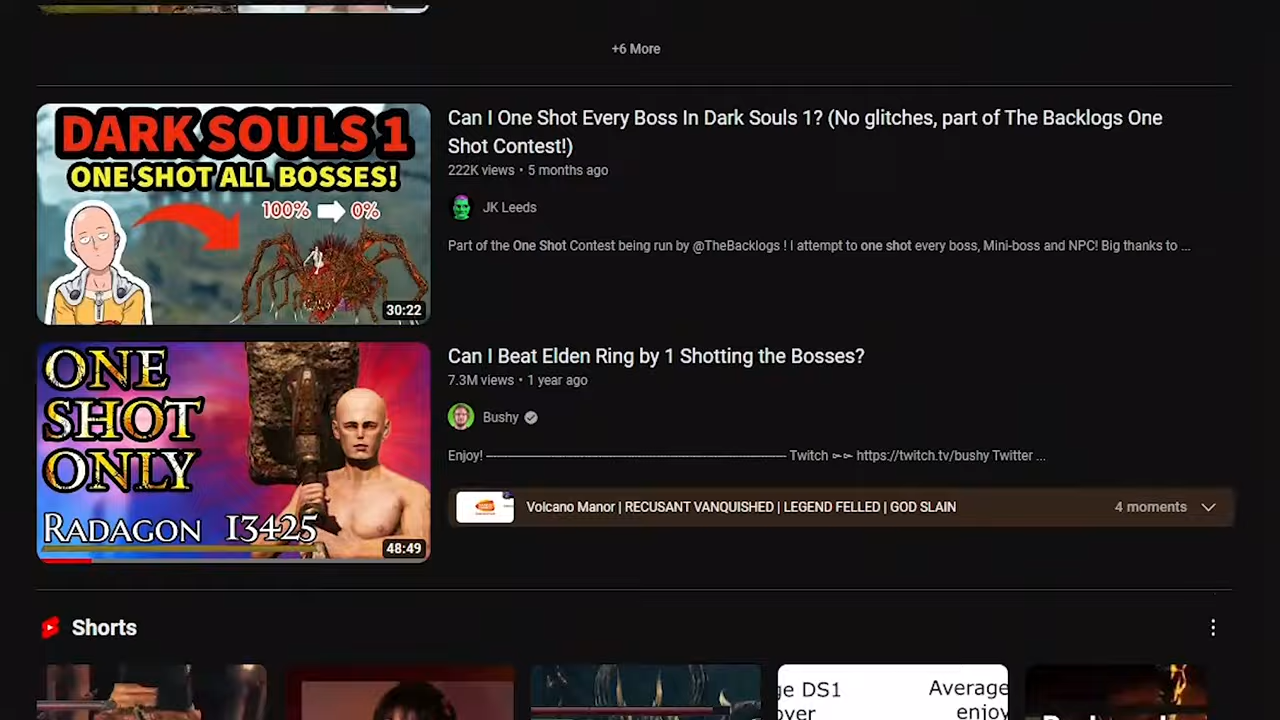 +6 More
DARK SOULS 1
ONE SHOT ALL BOSSES!
100% 0%
30:22
Can I One Shot Every Boss In Dark Souls 1? (No glitches, part of The Backlogs One
Shot Contest!)
222K views • 5 months ago
JK Leeds
Part of the One Shot Contest being run by @TheBacklogs ! I attempt to one shot every boss, Mini-boss and NPC! Big thanks to ...
ONE
SHOT
ONLY
RADAGON 13425
48:49
Can I Beat Elden Ring by 1 Shotting the Bosses?
7.3M views • 1 year ago
Bushy
Enjoy! ---------------------------------------------------------------- Twitch ➳➳ https://twitch.tv/bushy Twitter ...
Volcano Manor | RECUSANT VANQUISHED | LEGEND FELLED | GOD SLAIN
4 moments
Shorts
DS1
Average
enjoy